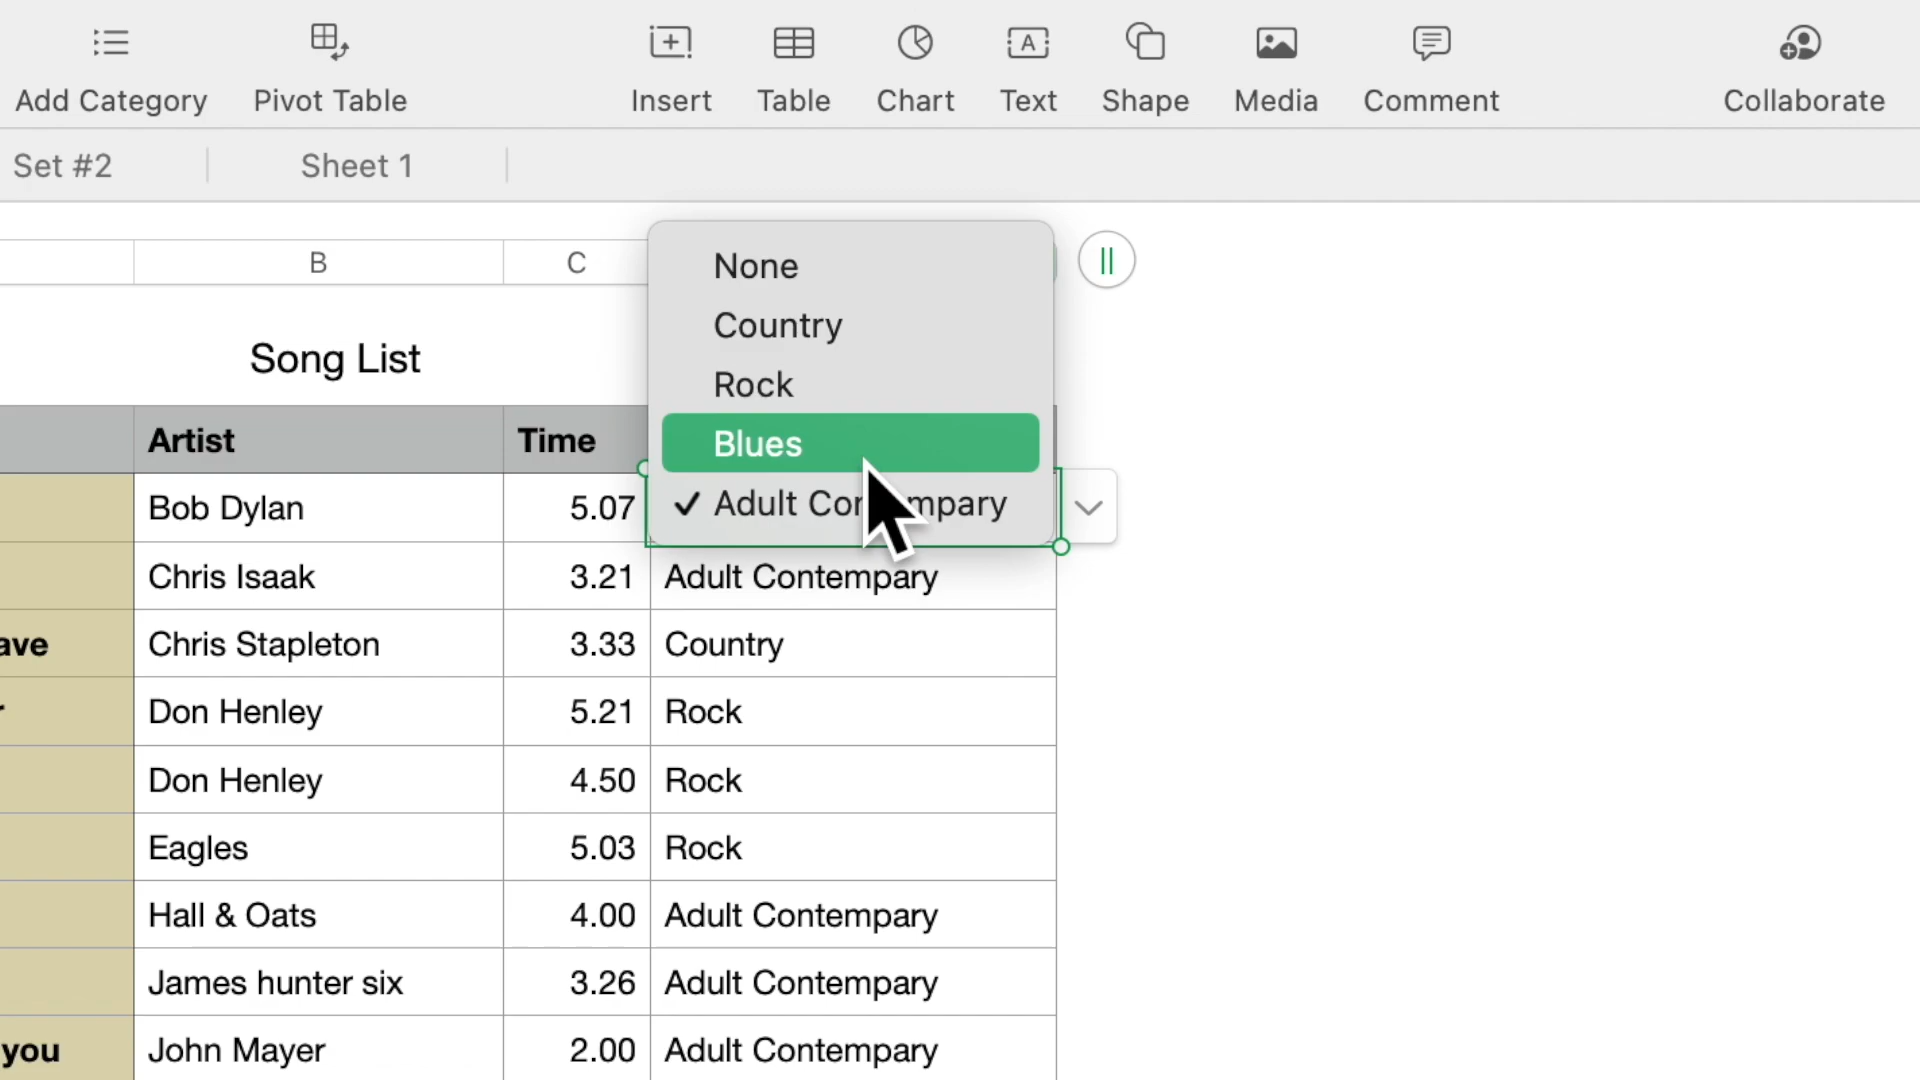 Add Category Pivot Table Insert Table Chart Text Shape Media Comment Collaborate
Set #2 Sheet 1
B C
None
Country
Rock
Blues
✓ Adult Contempary
Song List
Artist Time
Bob Dylan 5.07
Chris Isaak 3.21 Adult Contempary
ave Chris Stapleton 3.33 Country
r Don Henley 5.21 Rock
Don Henley 4.50 Rock
Eagles 5.03 Rock
Hall & Oats 4.00 Adult Contempary
James hunter six 3.26 Adult Contempary
you John Mayer 2.00 Adult Contempary